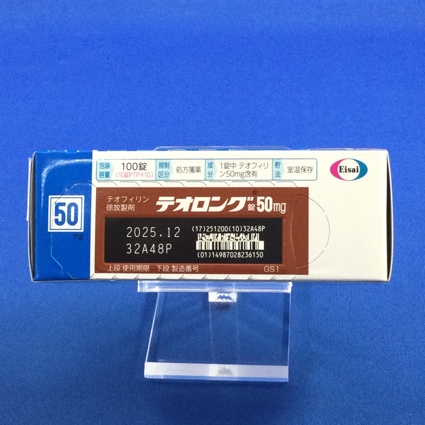 包装容量 100錠 (10錠PTP×10) 規制区分 処方箋薬 成分 1錠中 テオフィリン50mg含有 貯法 室温保存
Eisai
50 mg
テオフィリン
徐放製剤
テオロング®錠50mg
2025.12
32A48P
(17)251200(10)32A48P
(01)14987028236150
上段 使用期限 下段 製造番号
GS1